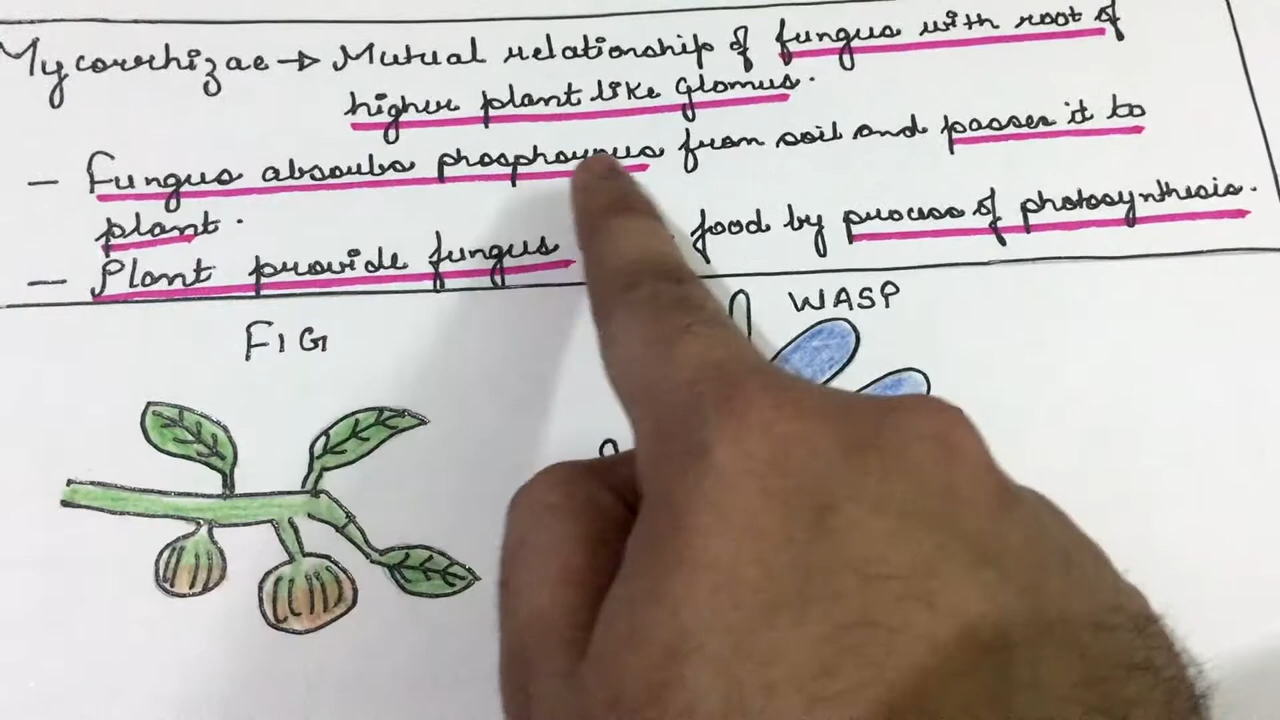 Mycorrhizae → Mutual relationship of fungus with root of
higher plant like Glomus.
- Fungus absorbs phosphorus from soil and passes it to
plant.
- Plant provide fungus food by process of photosynthesis.
FIG
WASP